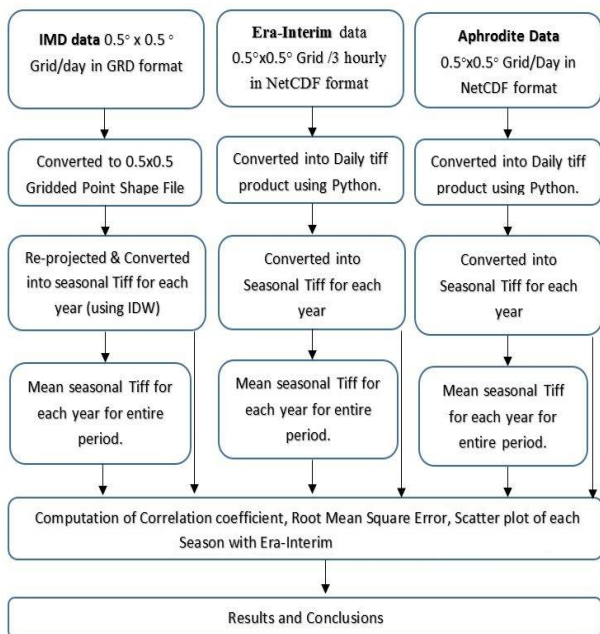 IMD data 0.5° x 0.5 °
Grid/day in GRD format
Era-Interim data
0.5°x0.5° Grid /3 hourly
in NetCDF format
Aphrodite Data
0.5°x0.5° Grid/Day in
NetCDF format
Converted to 0.5x0.5
Gridded Point Shape File
Converted into Daily tiff
product using Python.
Converted into Daily tiff
product using Python.
Re-projected & Converted
into seasonal Tiff for each
year (using IDW)
Converted into
Seasonal Tiff for each
year
Converted into
Seasonal Tiff for each
year
Mean seasonal Tiff for
each year for entire
period.
Mean seasonal Tiff for
each year for entire
period.
Mean seasonal Tiff
for each year for
entire period.
Computation of Correlation coefficient, Root Mean Square Error, Scatter plot of each
Season with Era-Interim
Results and Conclusions